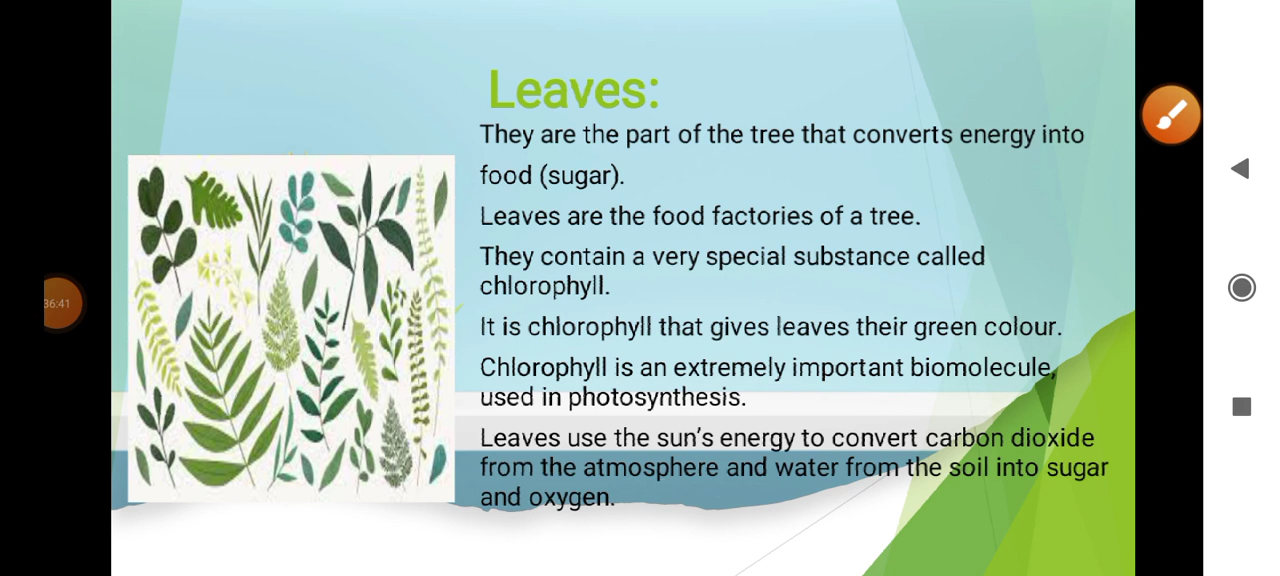 Leaves:
They are the part of the tree that converts energy into
food (sugar).
Leaves are the food factories of a tree.
They contain a very special substance called
chlorophyll.
It is chlorophyll that gives leaves their green colour.
Chlorophyll is an extremely important biomolecule,
used in photosynthesis.
Leaves use the sun’s energy to convert carbon dioxide
from the atmosphere and water from the soil into sugar
and oxygen.
36:41